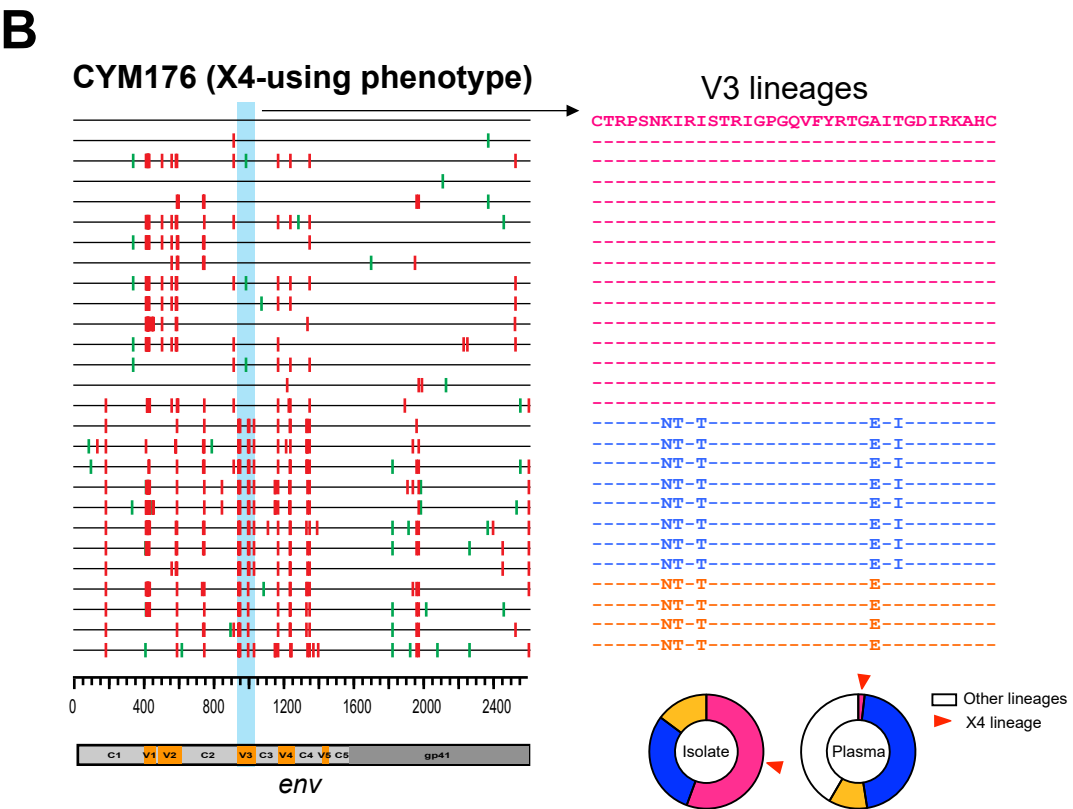 B
CYM176 (X4-using phenotype)
V3 lineages
CTRPSNKIRISTRIGPGQVFYRTGAITGDIRKAHC
-----------------------------------
-----------------------------------
-----------------------------------
-----------------------------------
-----------------------------------
-----------------------------------
-----------------------------------
-----------------------------------
-----------------------------------
-----------------------------------
-----------------------------------
-----------------------------------
-----------------------------------
-----------------------------------
------NT-T--------------E-I--------
------NT-T--------------E-I--------
------NT-T--------------E-I--------
------NT-T--------------E-I--------
------NT-T--------------E-I--------
------NT-T--------------E-I--------
------NT-T--------------E-I--------
------NT-T--------------E-I--------
------NT-T--------------E----------
------NT-T--------------E----------
------NT-T--------------E----------
------NT-T--------------E----------
0 400 800 1200 1600 2000 2400
C1 V1 V2 C2 V3 C3 V4 C4 V5 C5 gp41
env
Isolate
Plasma
Other lineages
X4 lineage